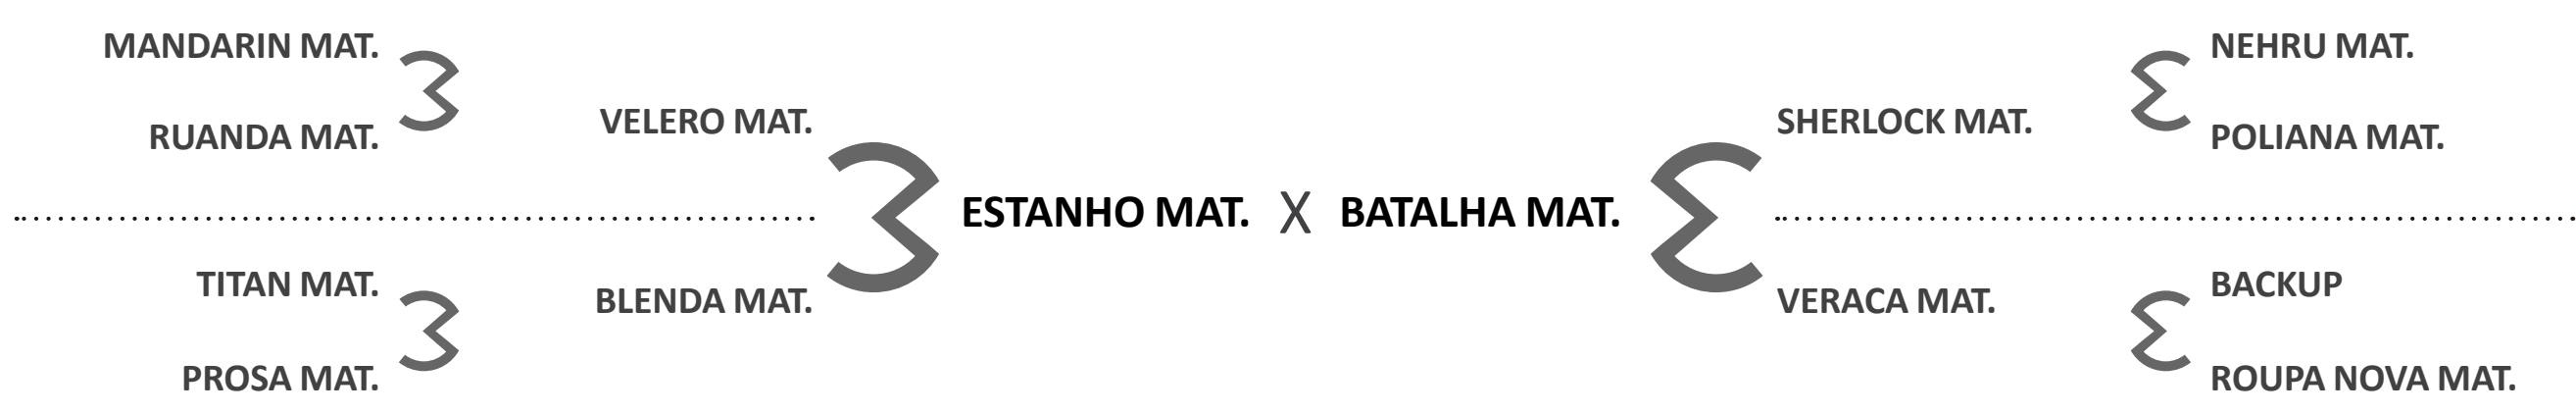 MANDARIN MAT.
RUANDA MAT.
VELERO MAT.
TITAN MAT.
PROSA MAT.
BLENDA MAT.
ESTANHO MAT. X BATALHA MAT.
SHERLOCK MAT.
NEHRU MAT.
POLIANA MAT.
VERACA MAT.
BACKUP
ROUPA NOVA MAT.